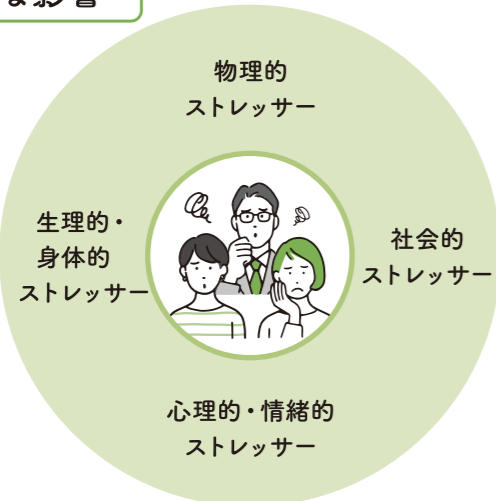 な影響
物理的
ストレッサー
生理的・
身体的
ストレッサー
社会的
ストレッサー
心理的・情緒的
ストレッサー